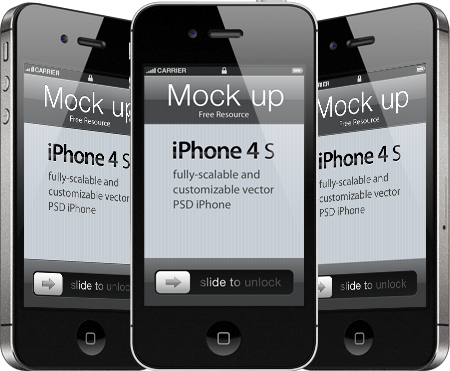 CARRIER
Mock up
Free Resource
iPhone 4 S
fully-scalable and
customizable vector
PSD iPhone
slide to unlock
CARRIER
Mock up
Free Resource
iPhone 4 S
fully-scalable and
customizable vector
PSD iPhone
slide to unlock
Mock up
Free Resource
iPhone 4 S
fully-scalable and
customizable vector
PSD iPhone
slide to unlock